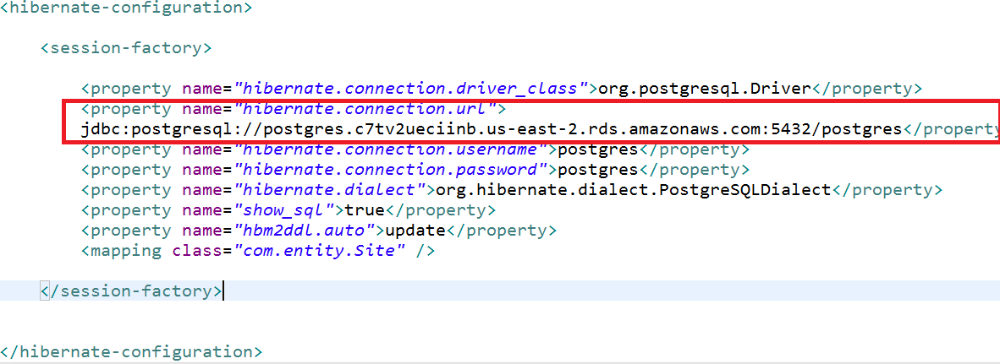 <hibernate-configuration>
<session-factory>
<property name="hibernate.connection.driver_class">org.postgresql.Driver</property>
<property name="hibernate.connection.url">
jdbc:postgresql://postgres.c7tv2ueciinb.us-east-2.rds.amazonaws.com:5432/postgres</property
<property name="hibernate.connection.username">postgres</property>
<property name="hibernate.connection.password">postgres</property>
<property name="hibernate.dialect">org.hibernate.dialect.PostgreSQLDialect</property>
<property name="show_sql">true</property>
<property name="hbm2ddl.auto">update</property>
<mapping class="com.entity.Site" />
</session-factory>
</hibernate-configuration>